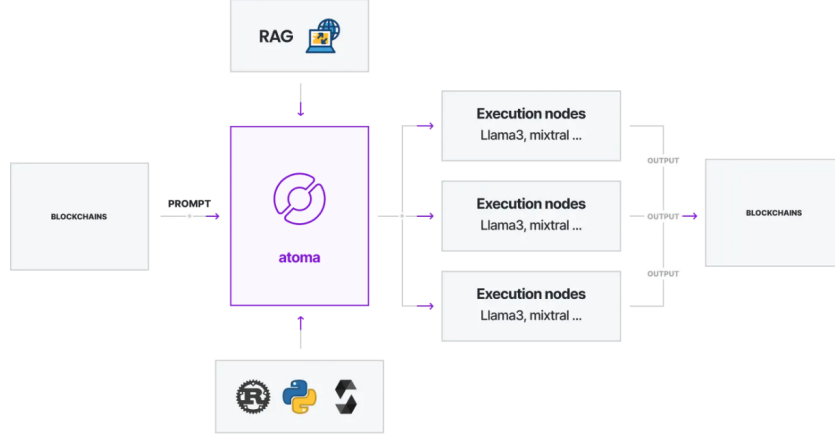 RAG
BLOCKCHAINS
PROMPT
atoma
Execution nodes
Llama3, mixtral ...
Execution nodes
Llama3, mixtral ...
Execution nodes
Llama3, mixtral ...
OUTPUT
OUTPUT
OUTPUT
BLOCKCHAINS
R